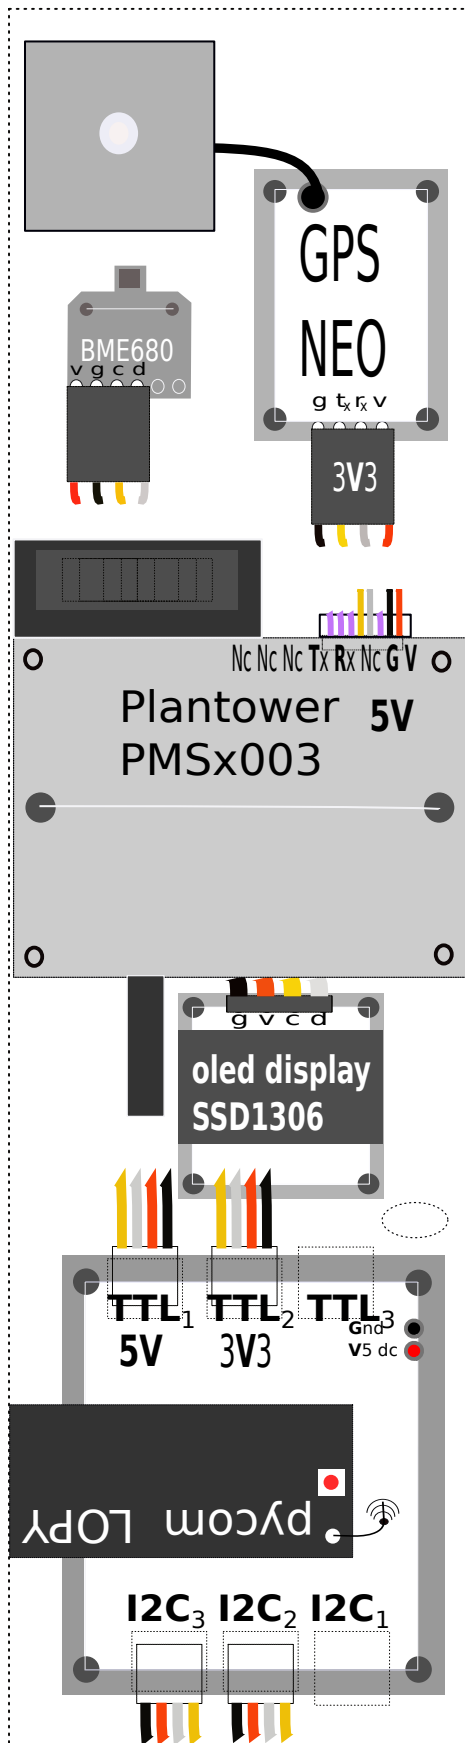 GPS
NEO
g tx rx v
3V3
BME680
v g c d
Nc Nc Nc Tx Rx Nc G V
Plantower
PMSx003
5V
g v c d
oled display
SSD1306
TTL1 TTL2 TTL3
5V 3V3
Gnd
V5 dc
pycom LOPY
I2C3 I2C2 I2C1